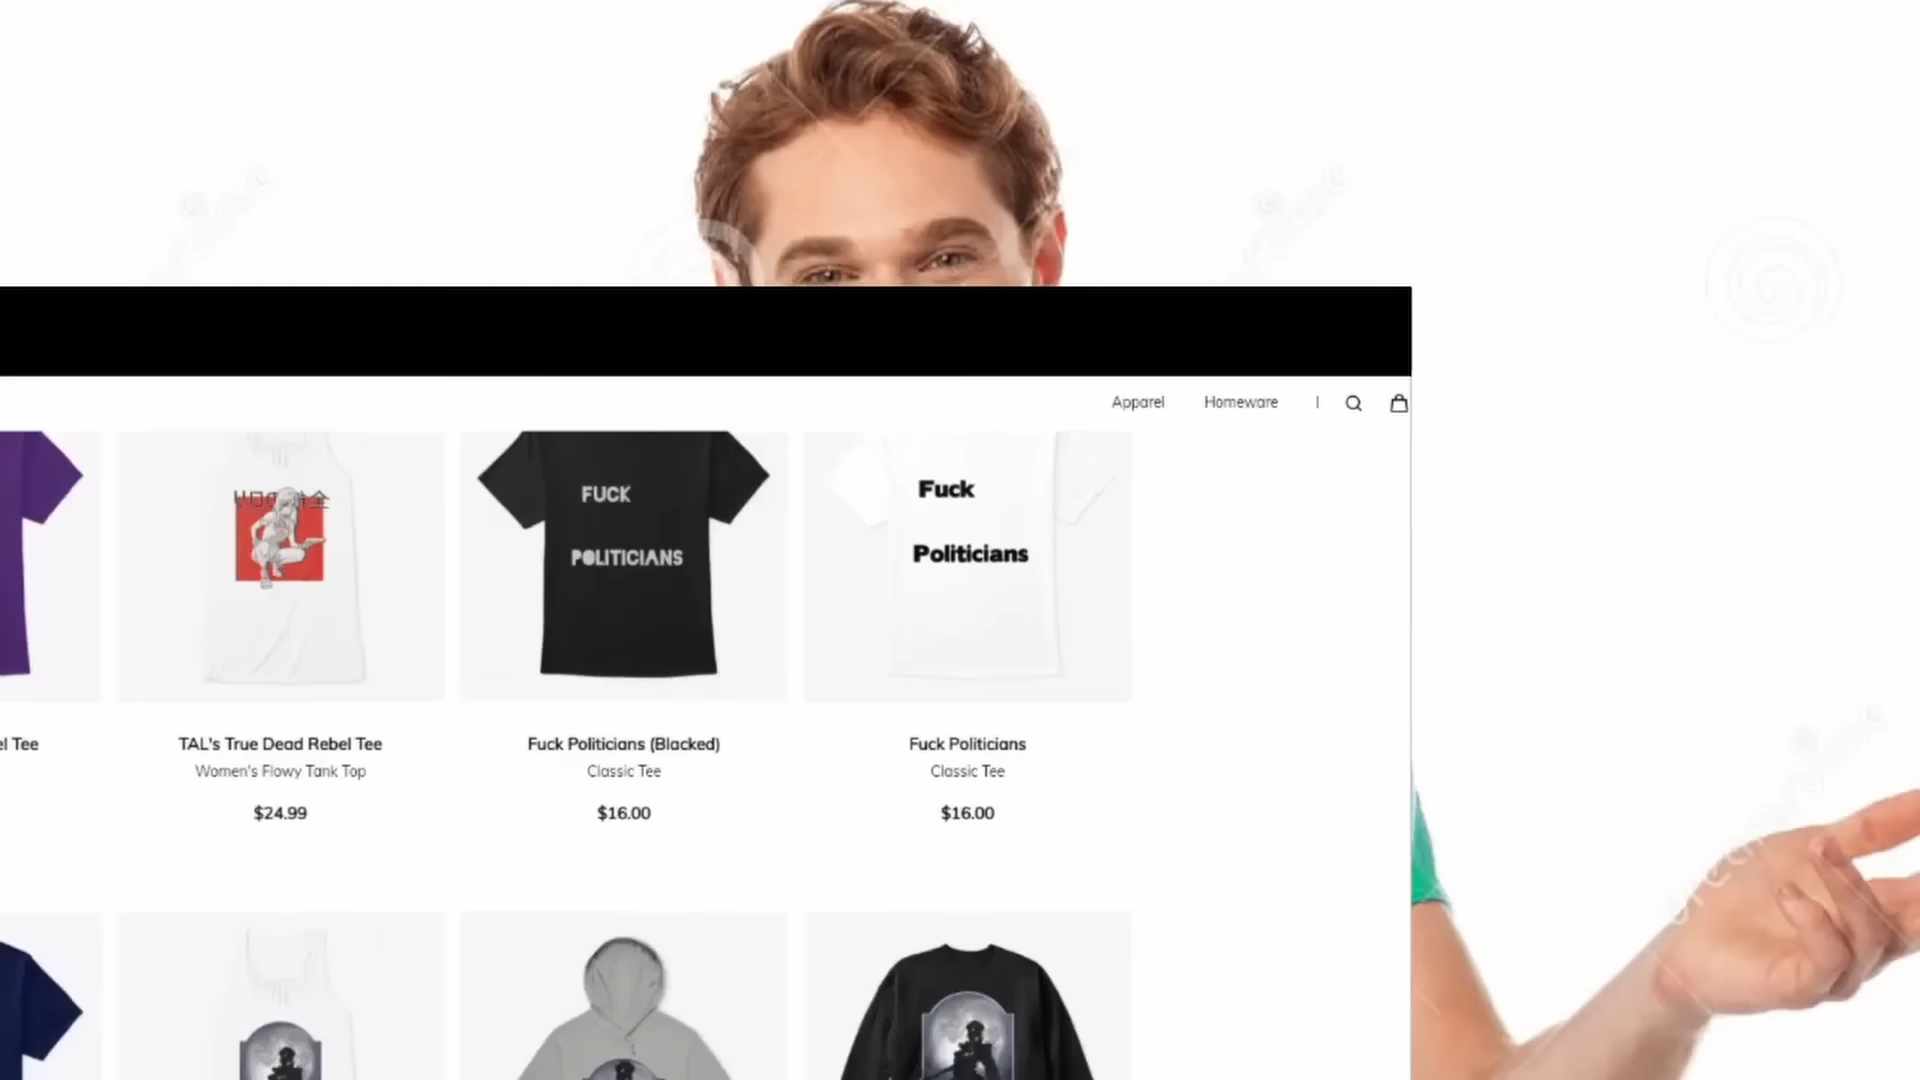 Apparel Homeware |
FUCK
POLITICIANS
Fuck
Politicians
el Tee
TAL's True Dead Rebel Tee
Women's Flowy Tank Top
$24.99
Fuck Politicians (Blacked)
Classic Tee
$16.00
Fuck Politicians
Classic Tee
$16.00